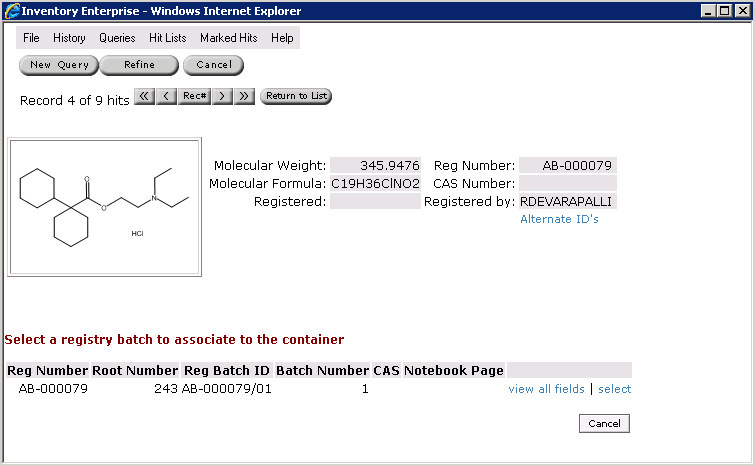 Inventory Enterprise - Windows Internet Explorer
File History Queries Hit Lists Marked Hits Help
New Query Refine Cancel
Record 4 of 9 hits << < Rec# > >> Return to List
Molecular Weight: 345.9476 Reg Number: AB-000079
Molecular Formula: C19H36ClNO2 CAS Number:
Registered: Registered by: RDEVARAPALLI
Alternate ID's
O
O
N
HCl
Select a registry batch to associate to the container
Reg Number Root Number Reg Batch ID Batch Number CAS Notebook Page
AB-000079 243 AB-000079/01 1 view all fields | select
Cancel